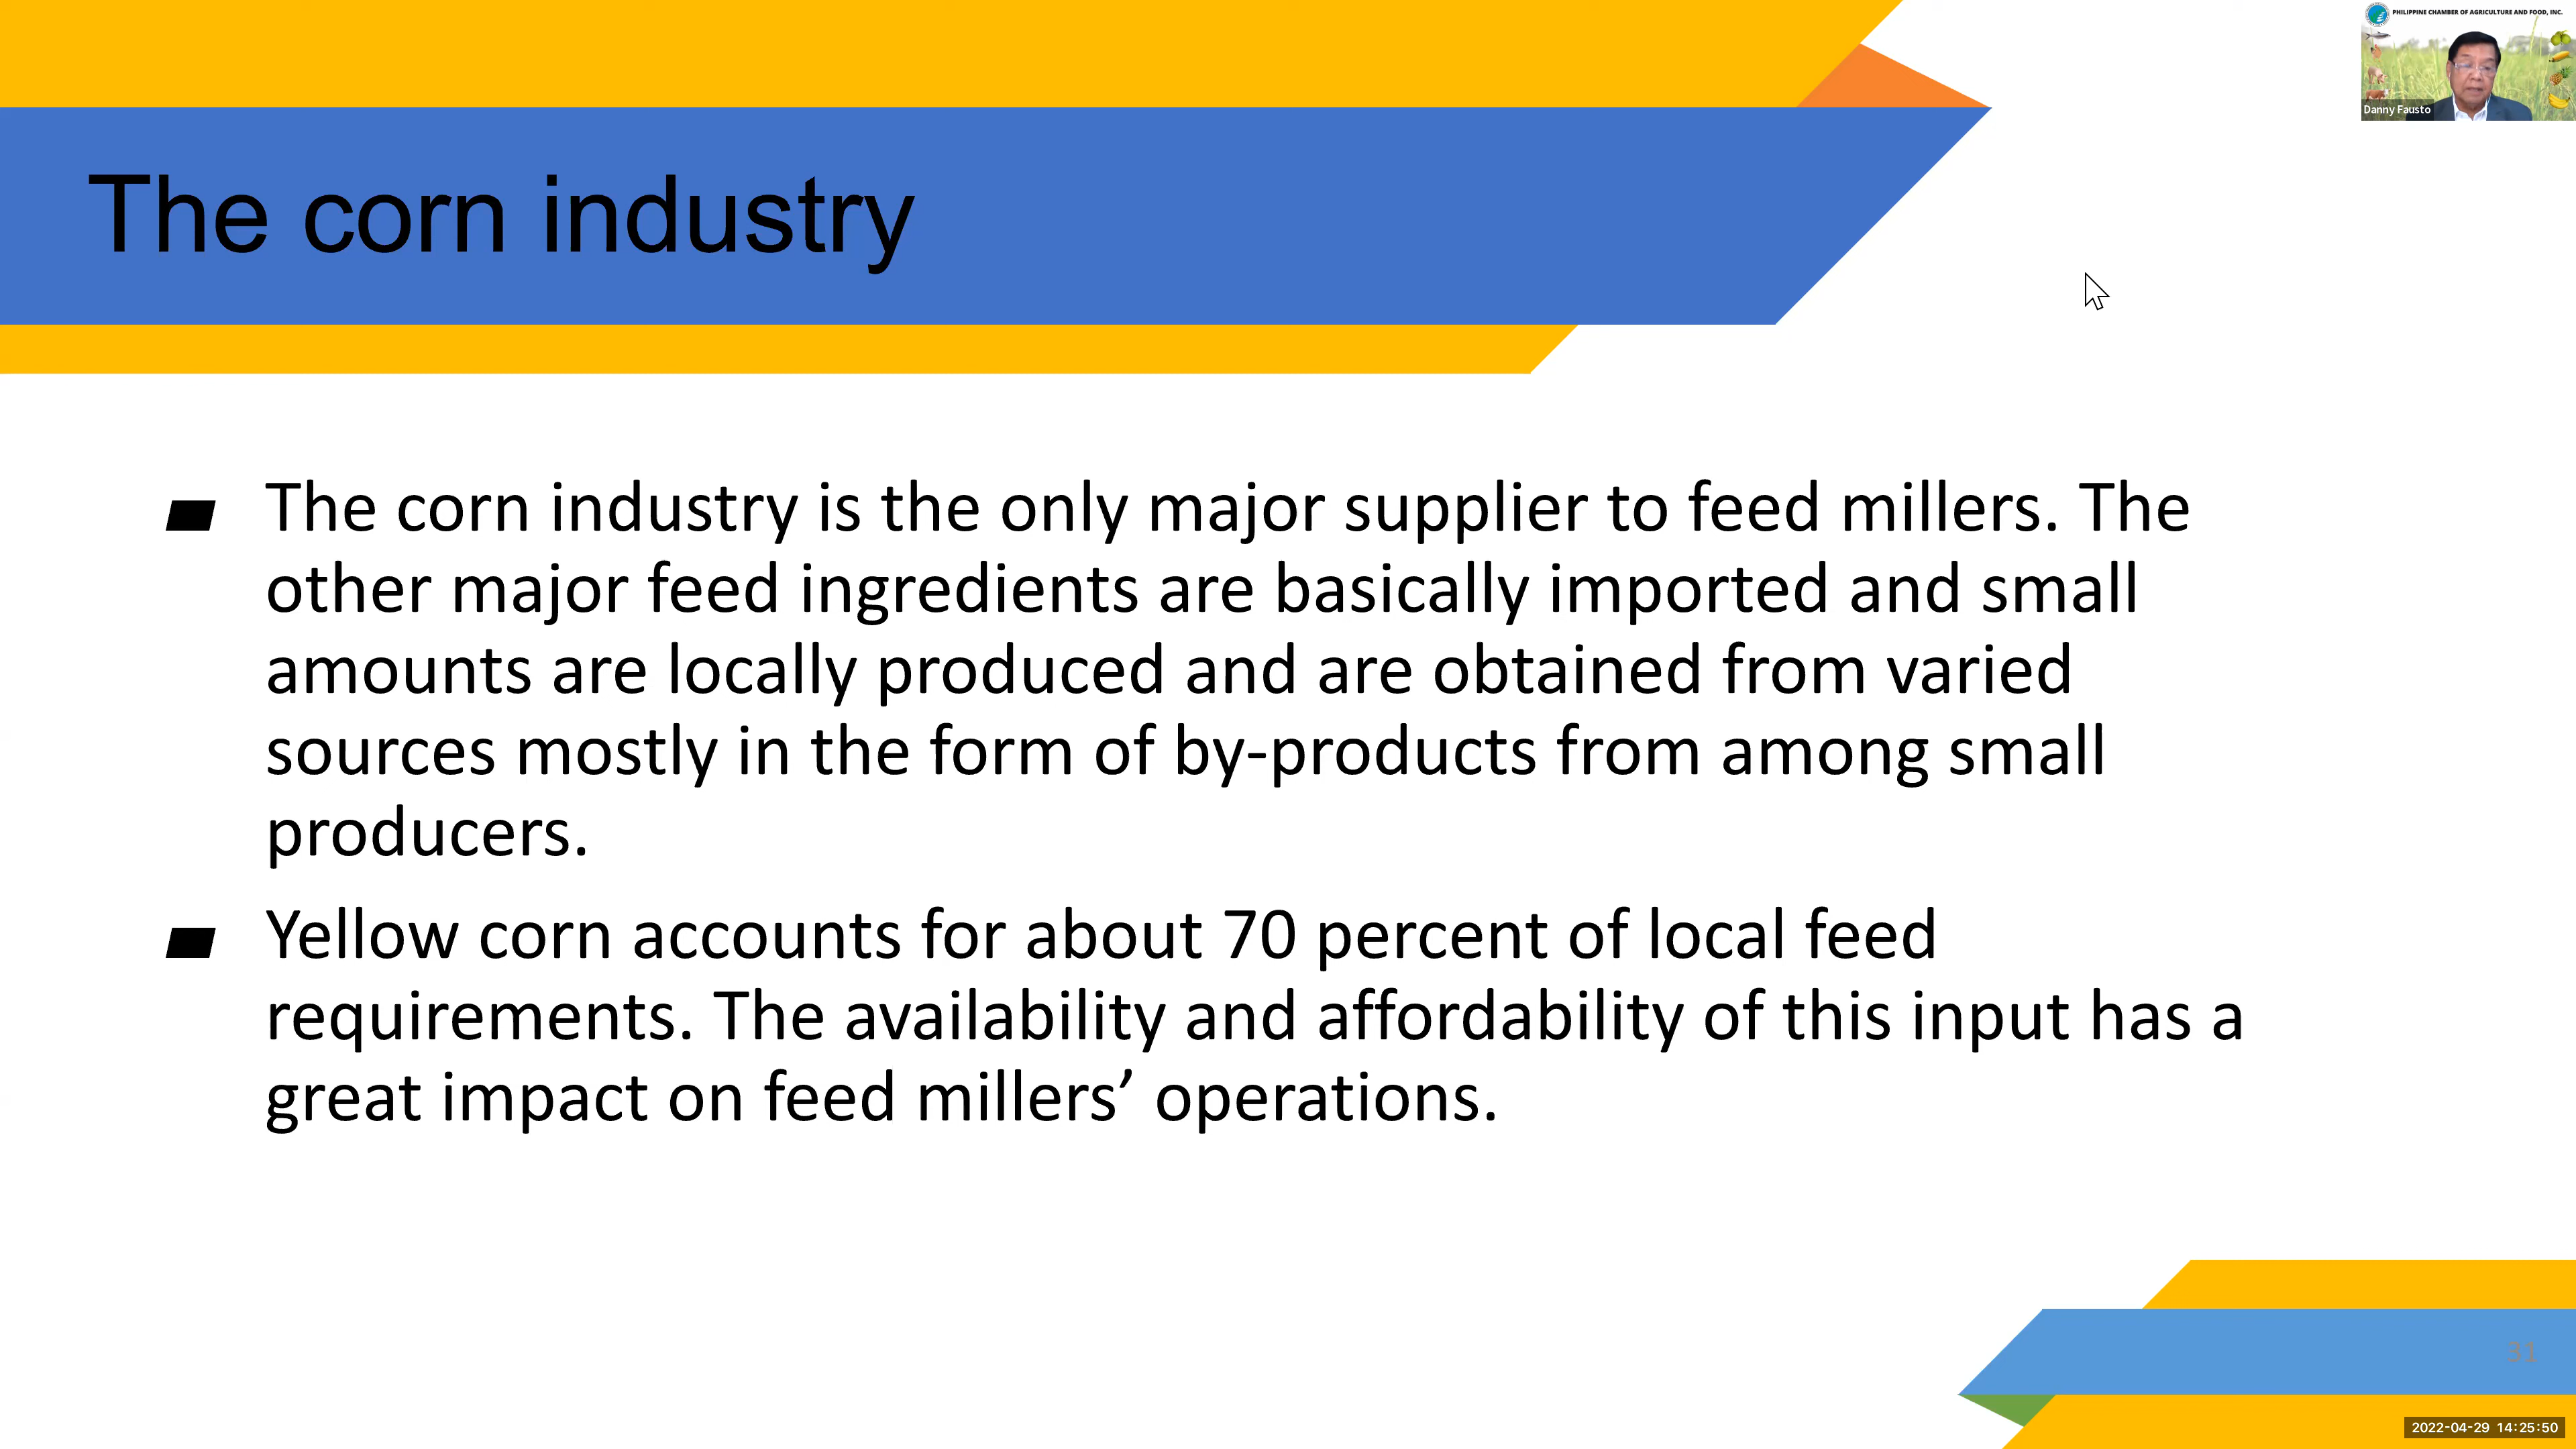 PHILIPPINE CHAMBER OF AGRICULTURE AND FOOD, INC.
Danny Fausto
The corn industry
The corn industry is the only major supplier to feed millers. The
other major feed ingredients are basically imported and small
amounts are locally produced and are obtained from varied
sources mostly in the form of by-products from among small
producers.
Yellow corn accounts for about 70 percent of local feed
requirements. The availability and affordability of this input has a
great impact on feed millers’ operations.
31
2022-04-29 14:25:50